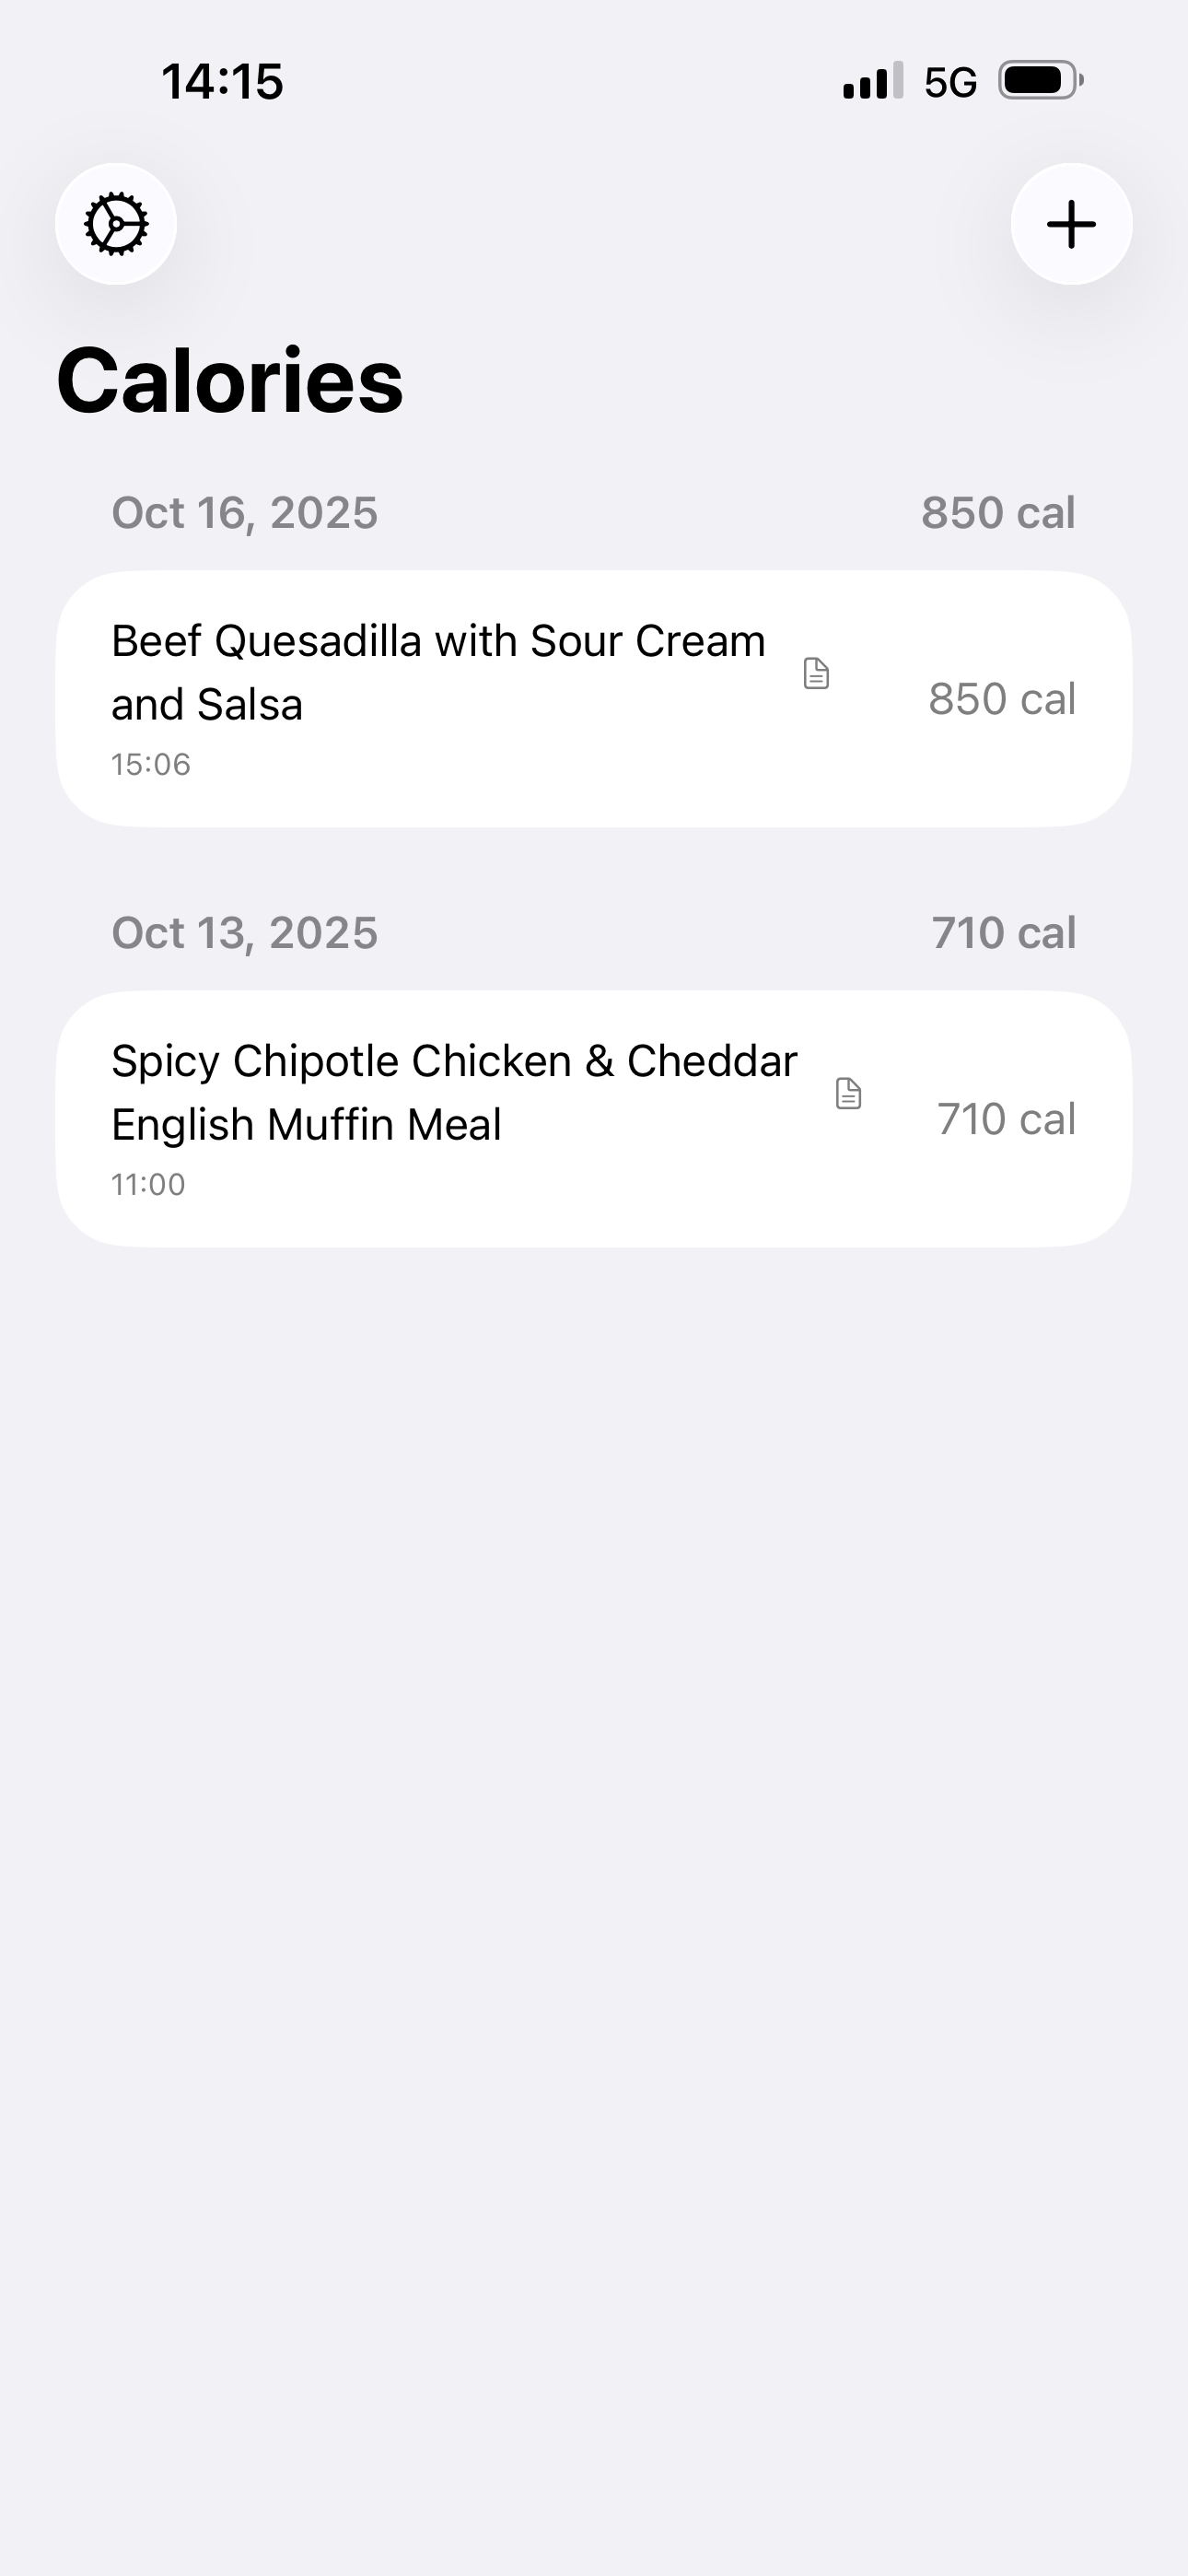 14:15
5G
Calories
Oct 16, 2025 850 cal
Beef Quesadilla with Sour Cream
and Salsa
850 cal
15:06
Oct 13, 2025 710 cal
Spicy Chipotle Chicken & Cheddar
English Muffin Meal
710 cal
11:00